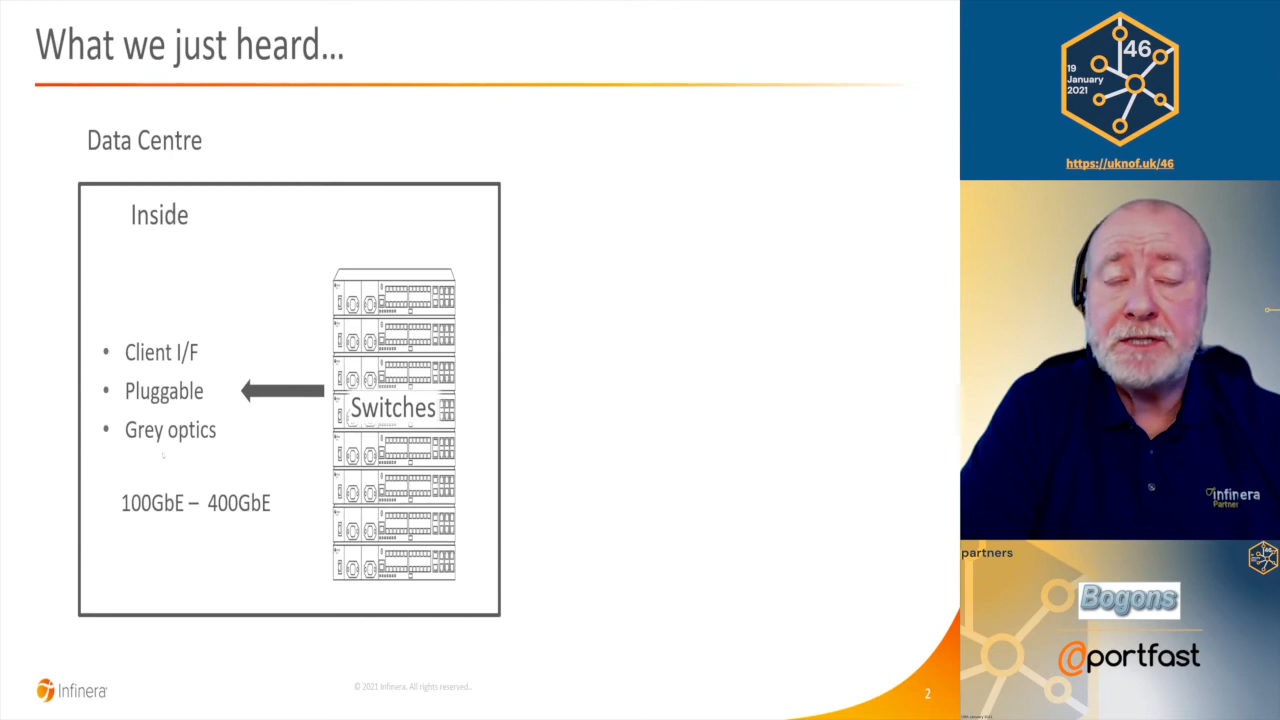 What we just heard...
Data Centre
Inside
• Client I/F
• Pluggable
• Grey optics
100GbE – 400GbE
Switches
Infinera
© 2021 Infinera. All rights reserved..
2
46
19
January
2021
https://uknof.uk/46
Infinera
Partner
partners
Bogons
@portfast